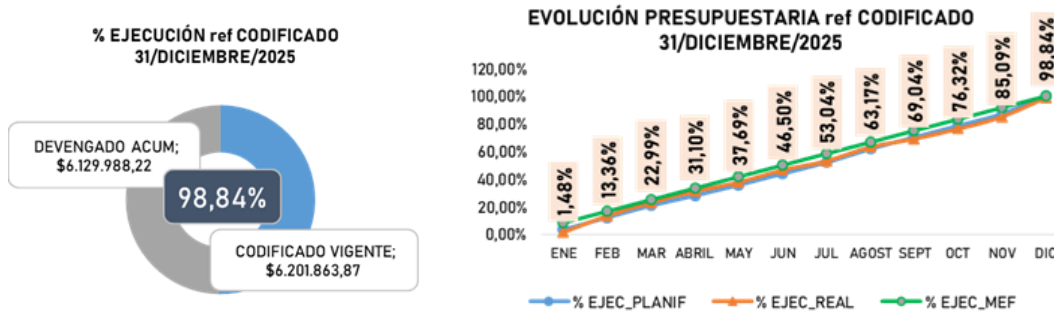 % EJECUCIÓN ref CODIFICADO
31/DICIEMBRE/2025
DEVENGADO ACUM;
$6.129.988,22
98,84%
CODIFICADO VIGENTE;
$6.201.863,87
EVOLUCIÓN PRESUPUESTARIA ref CODIFICADO
31/DICIEMBRE/2025
120,00%
100,00%
80,00%
60,00%
40,00%
20,00%
0,00%
1,48%
13,36%
22,99%
31,10%
37,69%
46,50%
53,04%
63,17%
69,04%
76,32%
85,09%
98,84%
ENE FEB MAR ABRIL MAY JUN JUL AGOST SEPT OCT NOV DIC
% EJEC_PLANIF % EJEC_REAL % EJEC_MEF